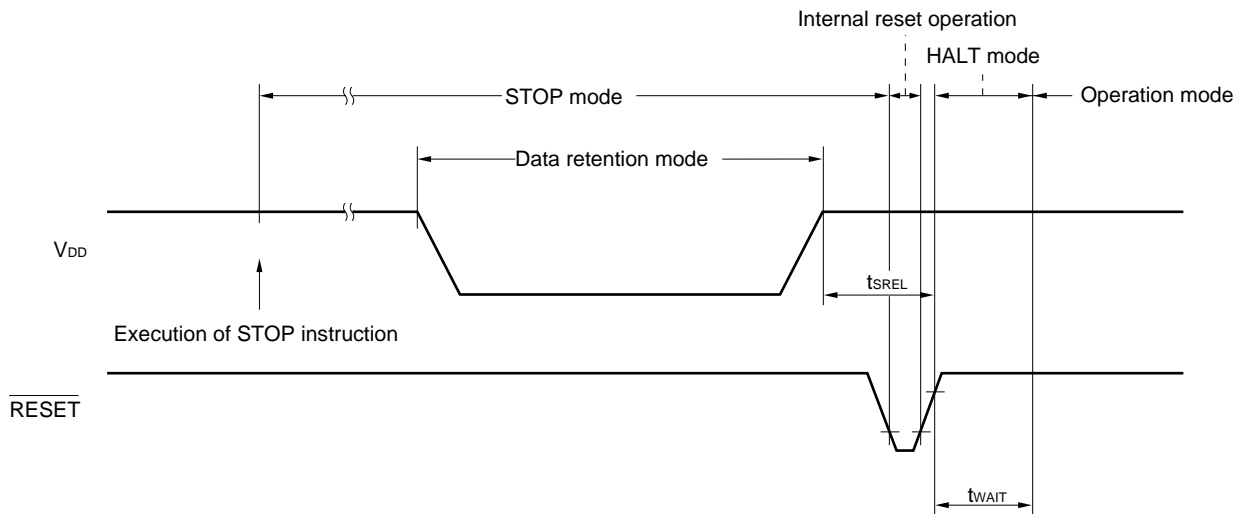 Internal reset operation
HALT mode
STOP mode
Operation mode
Data retention mode
VDD
tSREL
Execution of STOP instruction
RESET
tWAIT